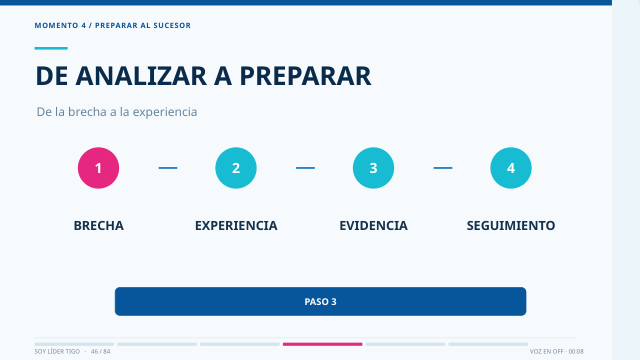 MOMENTO 4 / PREPARAR AL SUCESOR
DE ANALIZAR A PREPARAR
De la brecha a la experiencia
1 2 3 4
BRECHA EXPERIENCIA EVIDENCIA SEGUIMIENTO
PASO 3
SOY LÍDER TIGO · 46 / 84 VOZ EN OFF · 00:08